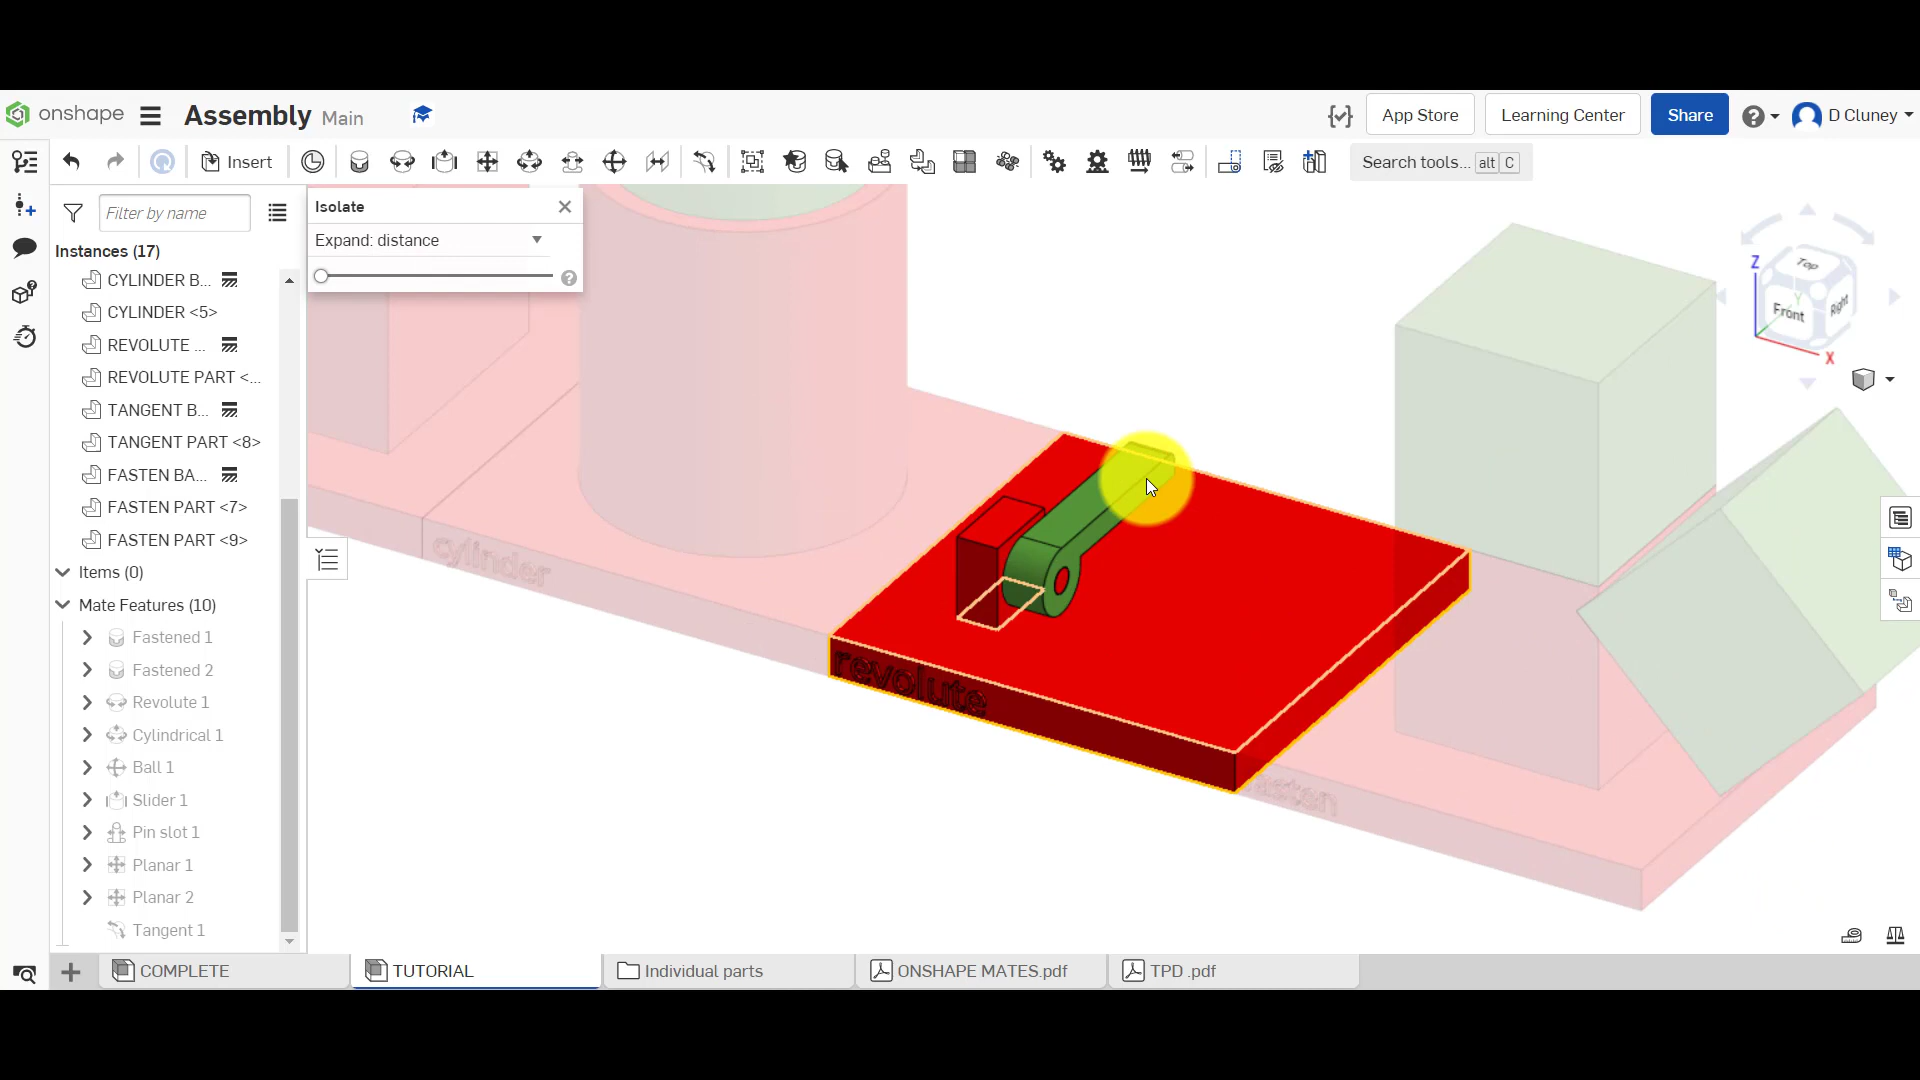 onshape
Assembly Main
App Store
Learning Center
Share
D Cluney
Insert
Search tools... alt C
Filter by name
Instances (17)
CYLINDER B...
CYLINDER <5>
REVOLUTE ...
REVOLUTE PART <...
TANGENT B...
TANGENT PART <8>
FASTEN BA...
FASTEN PART <7>
FASTEN PART <9>
Items (0)
Mate Features (10)
Fastened 1
Fastened 2
Revolute 1
Cylindrical 1
Ball 1
Slider 1
Pin slot 1
Planar 1
Planar 2
Tangent 1
Isolate
Expand: distance
cylinder
revolute
fasten
Top
Front
Right
Z
Y
X
COMPLETE
TUTORIAL
Individual parts
ONSHAPE MATES.pdf
TPD .pdf